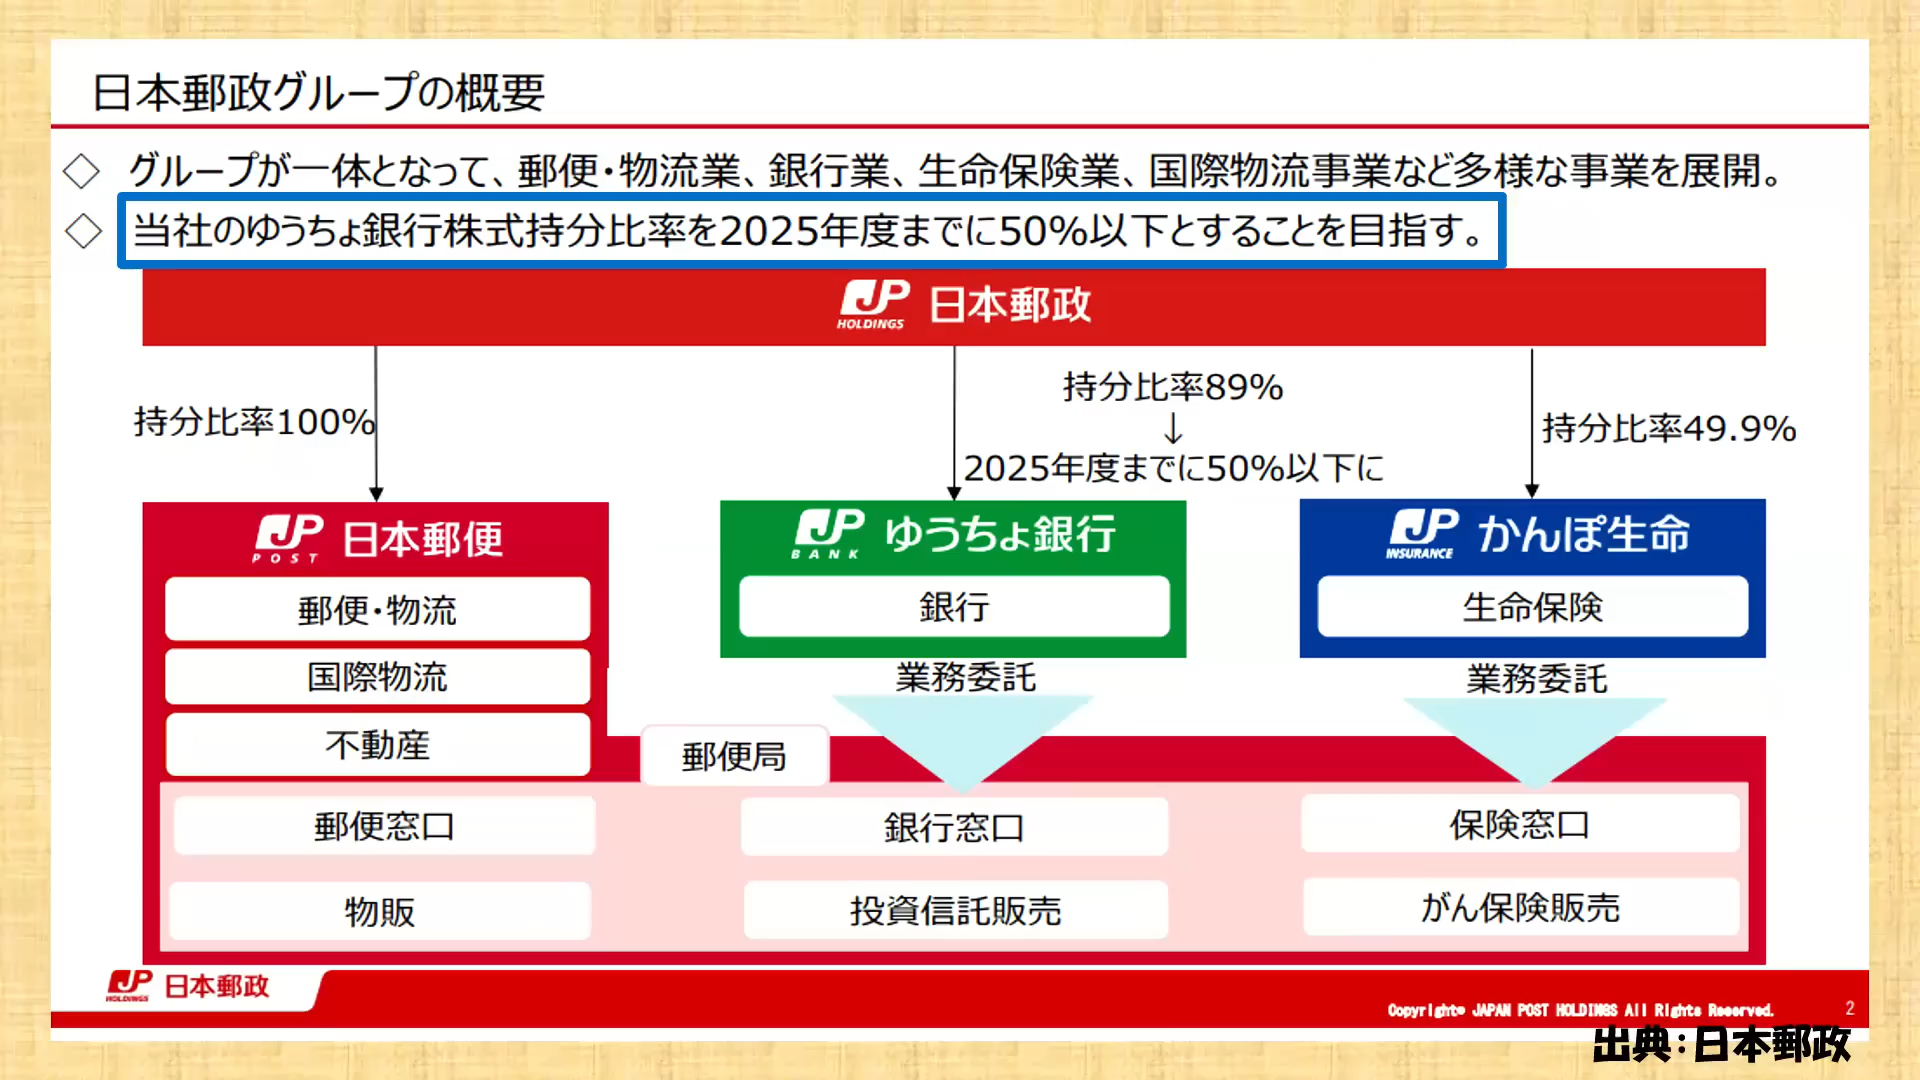 日本郵政グループの概要
◇ グループが一体となって、郵便・物流業、銀行業、生命保険業、国際物流事業など多様な事業を展開。
◇ 当社のゆうちょ銀行株式持分比率を2025年度までに50%以下とすることを目指す。
JP HOLDINGS 日本郵政
持分比率100%
持分比率89%
↓
2025年度までに50%以下に
持分比率49.9%
JP POST 日本郵便
郵便・物流
国際物流
不動産
JP BANK ゆうちょ銀行
銀行
業務委託
JP INSURANCE かんぽ生命
生命保険
業務委託
郵便局
郵便窓口
銀行窓口
保険窓口
物販
投資信託販売
がん保険販売
JP HOLDINGS 日本郵政
Copyright© JAPAN POST HOLDINGS All Rights Reserved.
2
出典:日本郵政